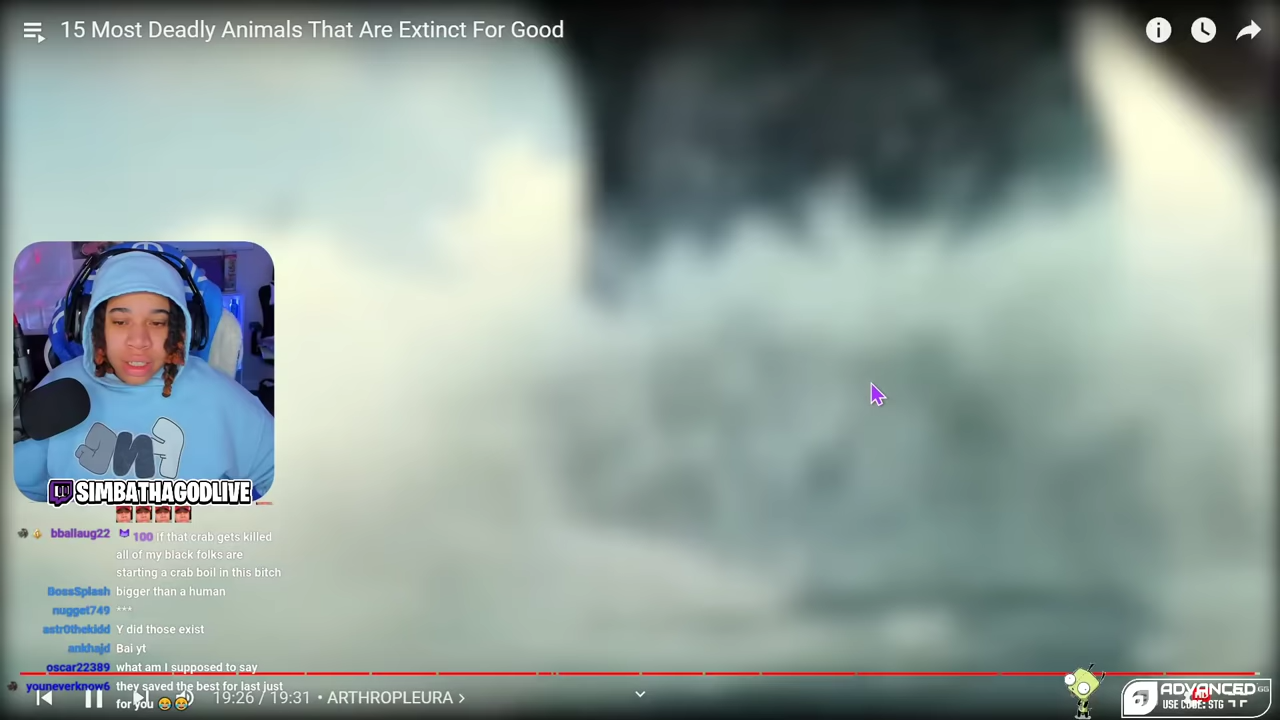 15 Most Deadly Animals That Are Extinct For Good
SIMBATHAGODLIVE
bballaug22 100 If that crab gets killed
all of my black folks are
starting a crab boil in this bitch
BossSplash bigger than a human
nugget749 ***
astr0thekidd Y did those exist
ankhajd Bai yt
oscar22389 what am I supposed to say
youneverknow6 they saved the best for last just
for you 😂😂
19:26 / 19:31 • ARTHROPLEURA ›
ADVANCED.GG
USE CODE: STG